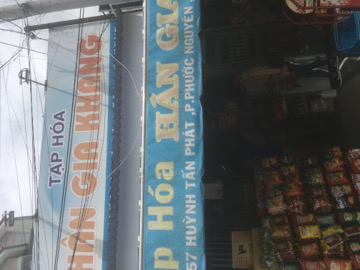 TẠP HÓA
HÂN GIA KHANG
p Hóa HÂN GIA
57 HUỲNH TẤN PHÁT ,P.PHƯỚC NGUYÊN